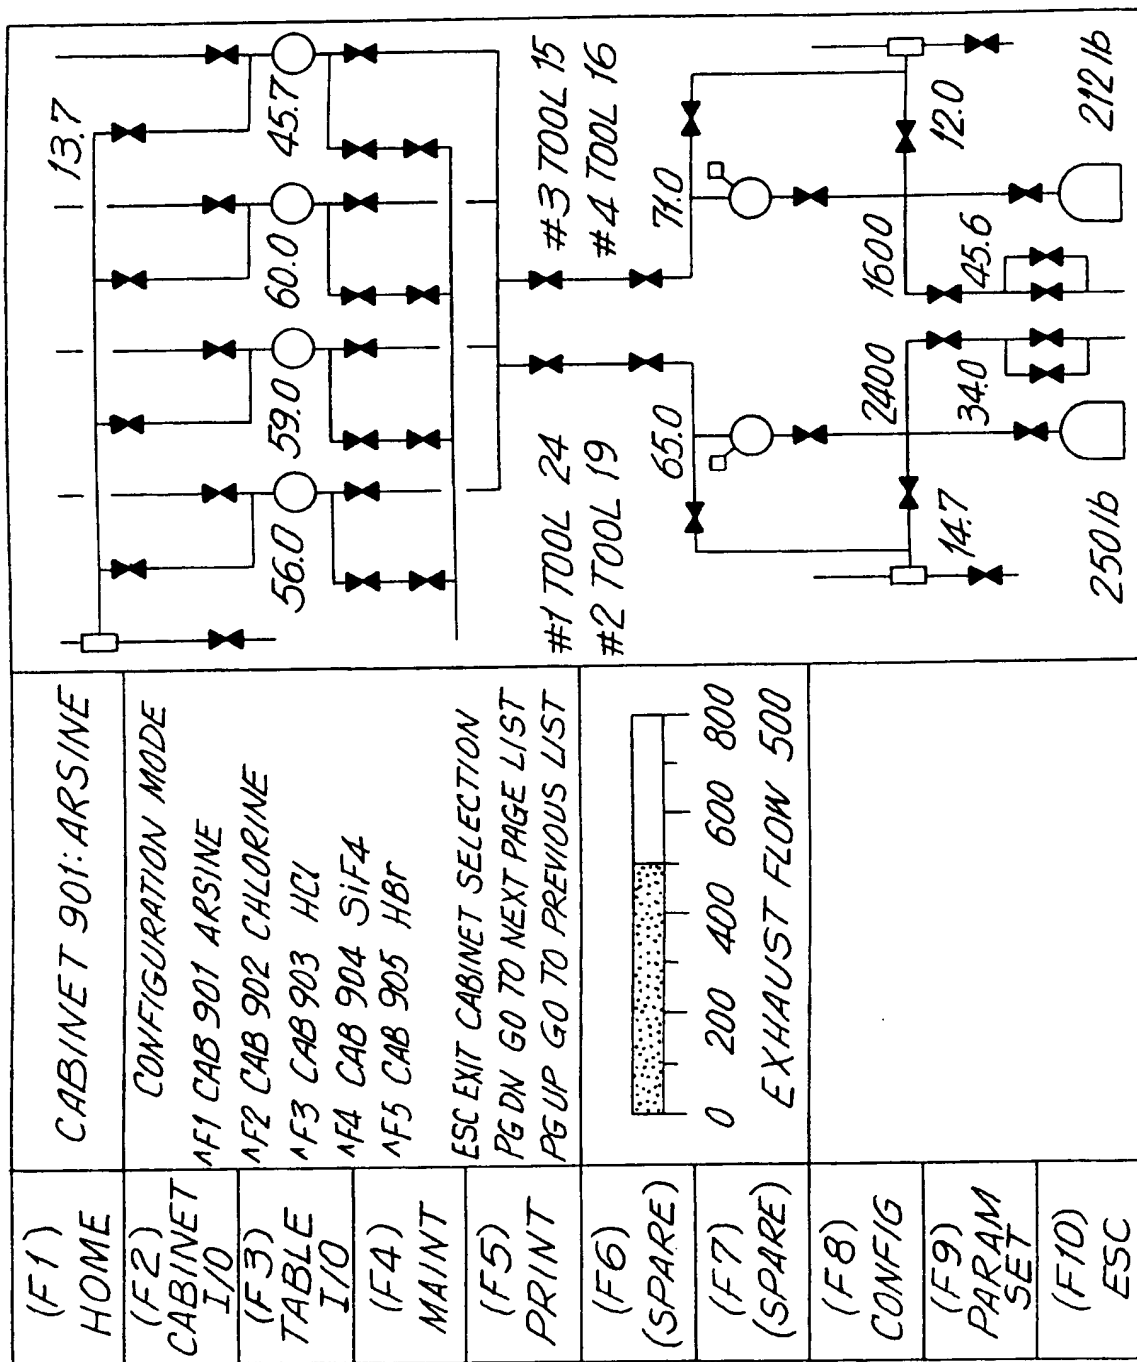 (F1)
HOME
(F2)
CABINET
I/O
(F3)
TABLE
I/O
(F4)
MAINT
(F5)
PRINT
(F6)
(SPARE)
(F7)
(SPARE)
(F8)
CONFIG
(F9)
PARAM
SET
(F10)
ESC
CABINET 901: ARSINE
CONFIGURATION MODE
^F1 CAB 901 ARSINE
^F2 CAB 902 CHLORINE
^F3 CAB 903 HCl
^F4 CAB 904 SiF4
^F5 CAB 905 HBr
ESC EXIT CABINET SELECTION
PG DN GO TO NEXT PAGE LIST
PG UP GO TO PREVIOUS LIST
0 200 400 600 800
EXHAUST FLOW 500
13.7
56.0 59.0 60.0 45.7
#1 TOOL 24
#2 TOOL 19
#3 TOOL 15
#4 TOOL 16
65.0 71.0
2400 1600
14.7 34.0 45.6 12.0
250 lb 212 lb